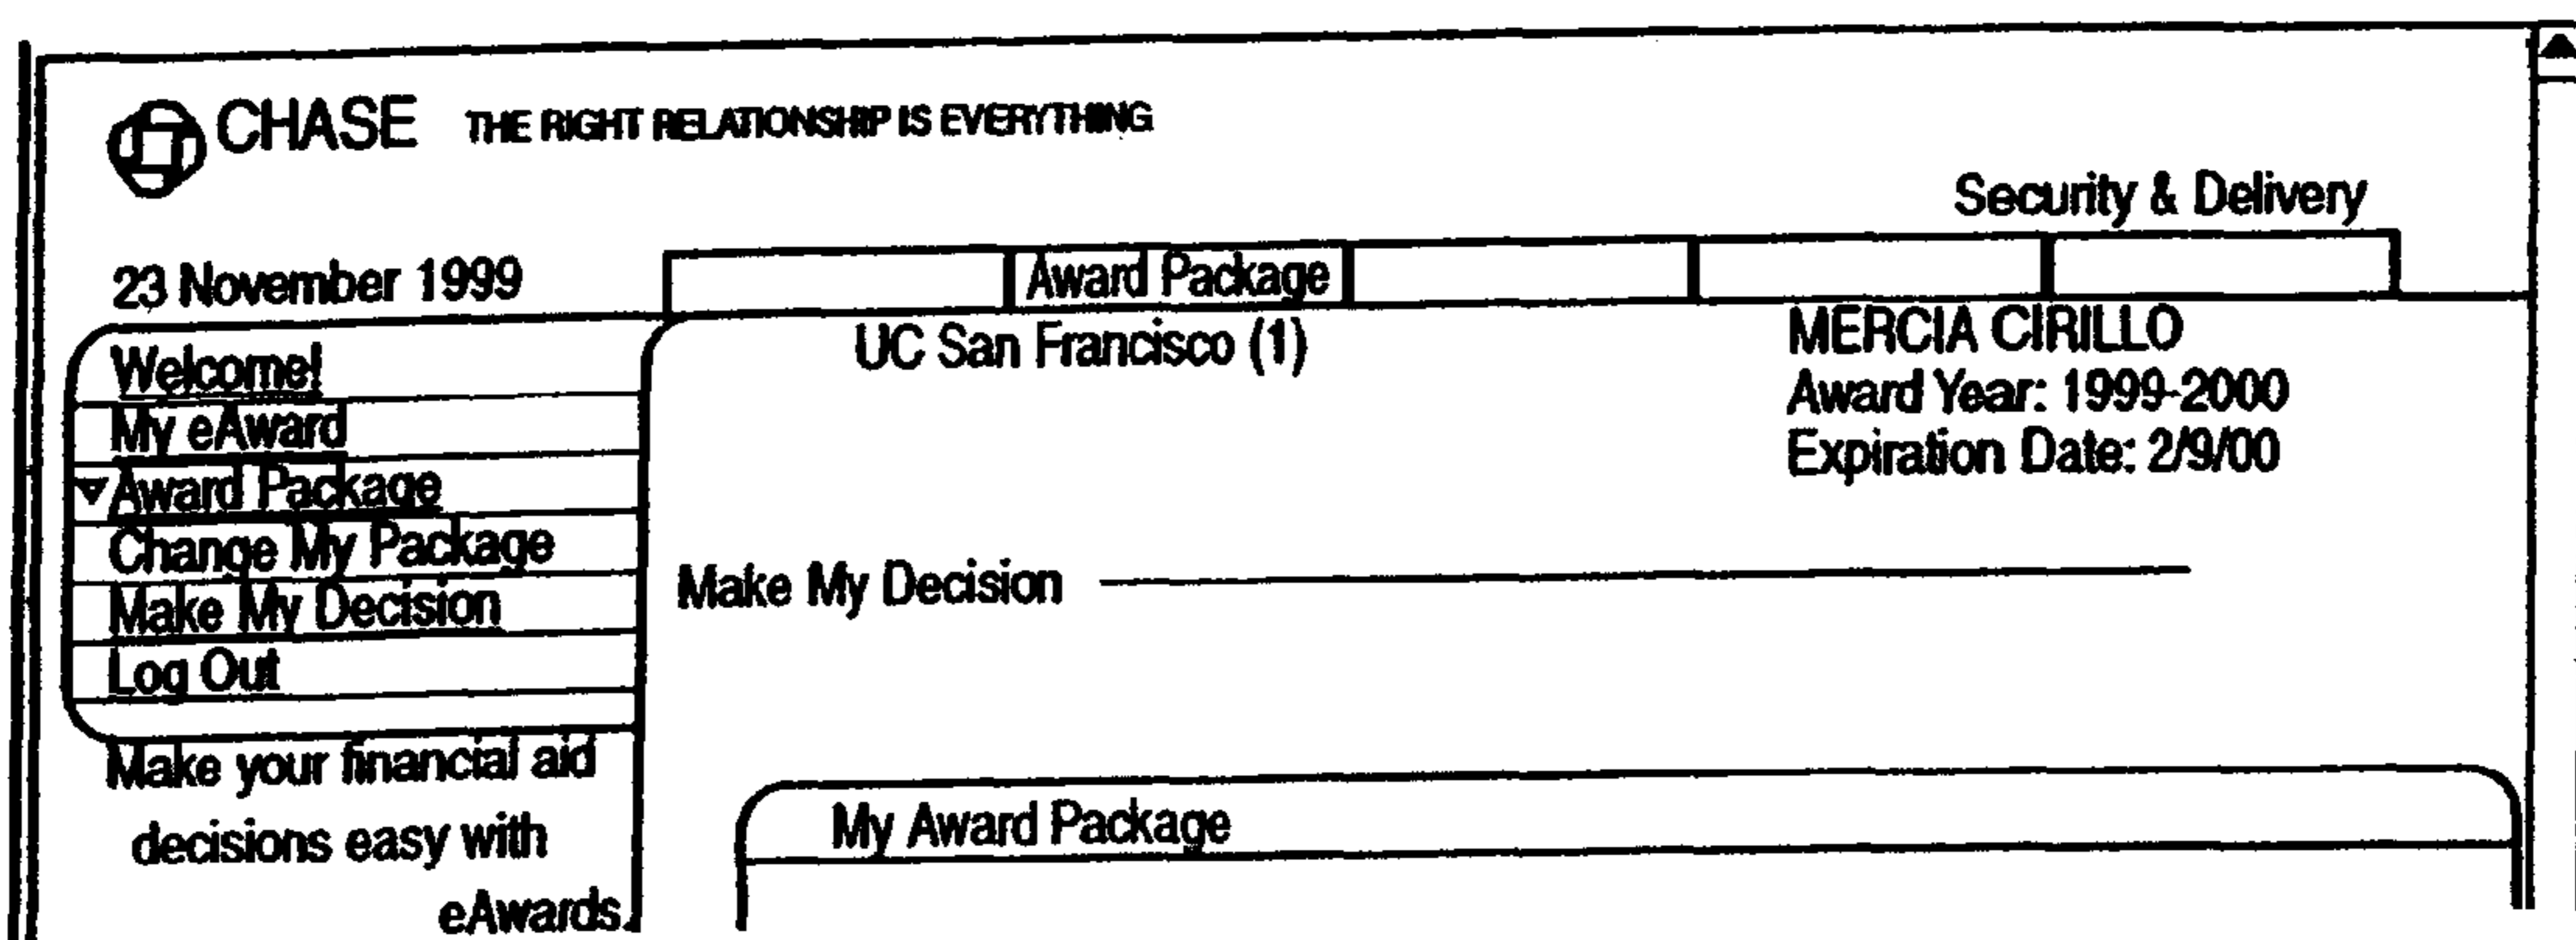 CHASE THE RIGHT RELATIONSHIP IS EVERYTHING
Security & Delivery
23 November 1999
Award Package
UC San Francisco (1)
MERCIA CIRILLO
Award Year: 1999-2000
Expiration Date: 2/9/00
Welcome!
My eAward
Award Package
Change My Package
Make My Decision
Log Out
Make your financial aid
decisions easy with
eAwards.
Make My Decision
My Award Package